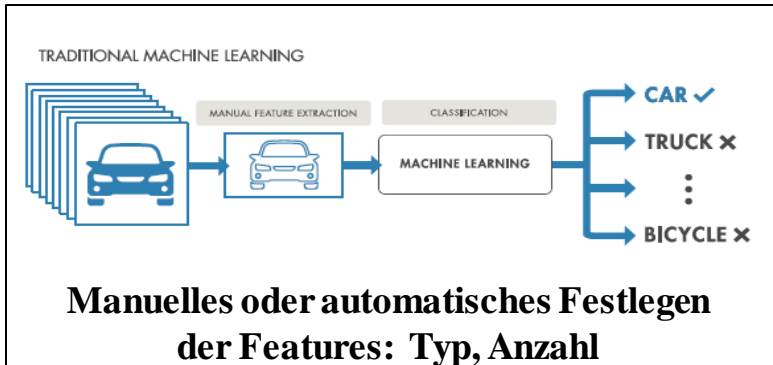 TRADITIONAL MACHINE LEARNING
MANUAL FEATURE EXTRACTION
CLASSIFICATION
MACHINE LEARNING
CAR ✓
TRUCK ✕
⋮
BICYCLE ✕
Manuelles oder automatisches Festlegen
der Features: Typ, Anzahl